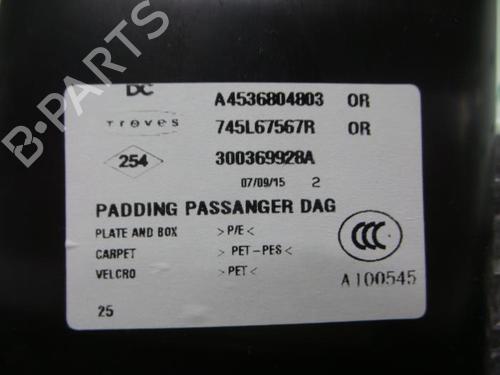 DC A4536804803 OR
Treves 745L67567R OR
254 300369928A
07/09/15 2
PADDING PASSANGER DAG
PLATE AND BOX >P/E<
CARPET >PET-PES<
VELCRO >PET<
CCC
A100545
25
B-PARTS